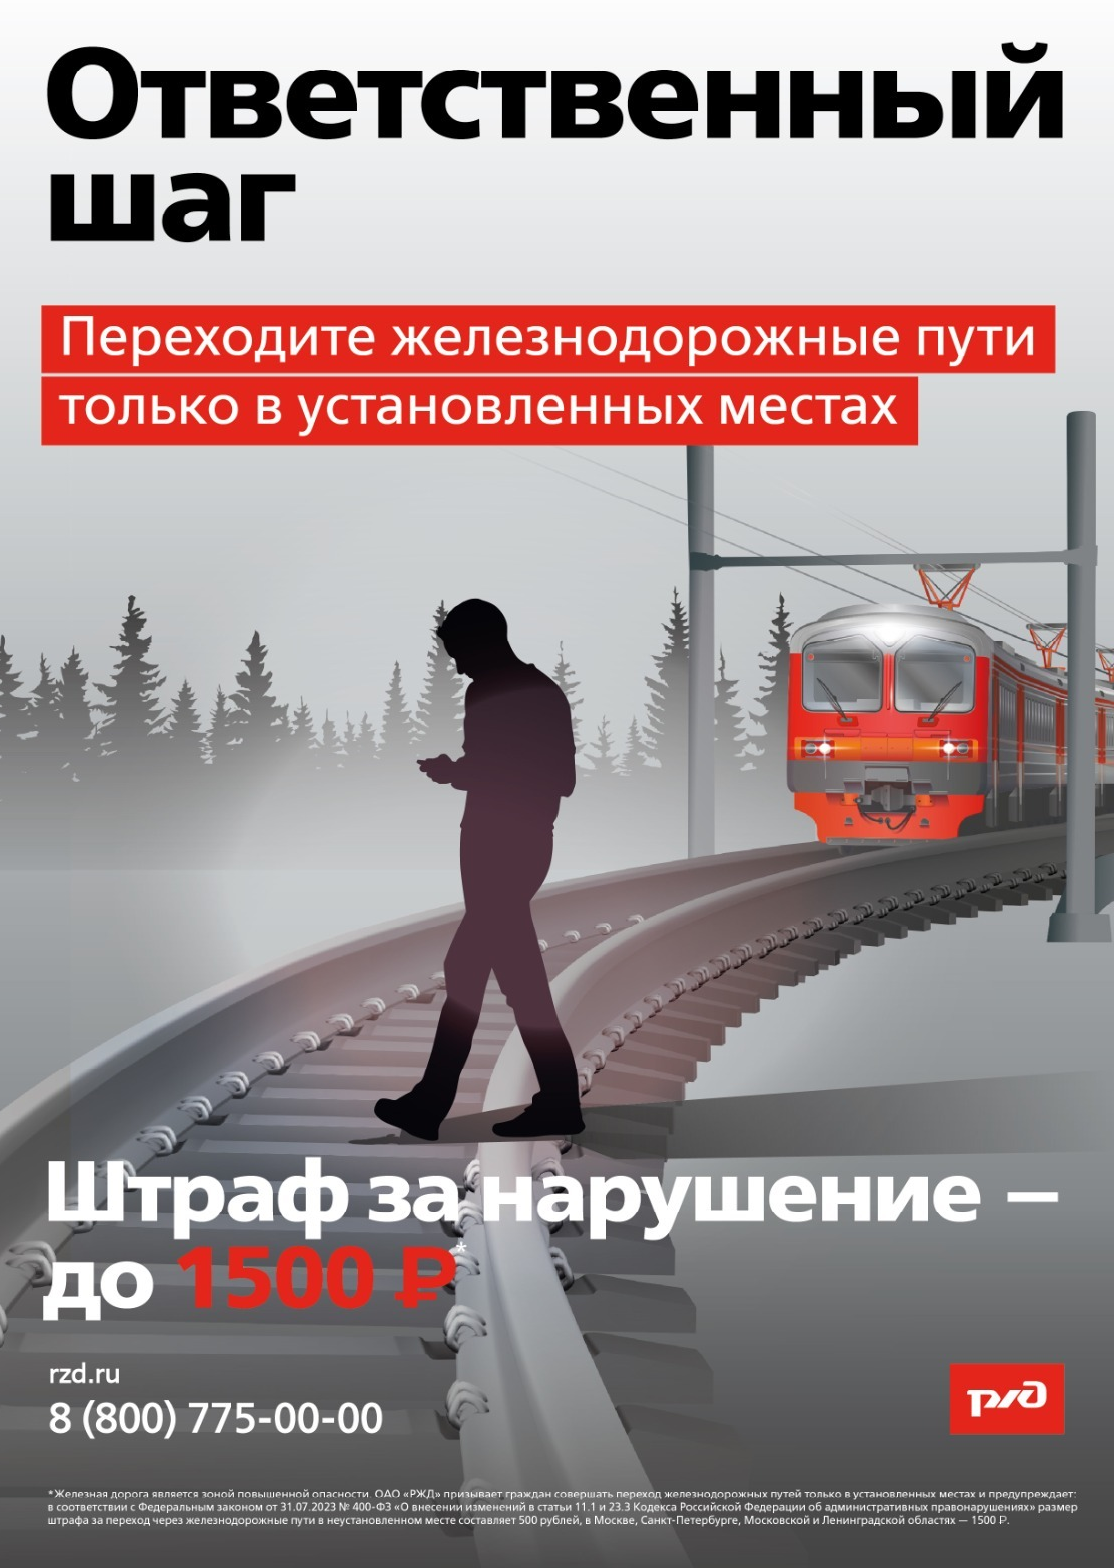 Ответственный
шаг
Переходите железнодорожные пути
только в установленных местах
Штраф за нарушение –
до 1500 ₽*
rzd.ru
8 (800) 775-00-00
ржд
*Железная дорога является зоной повышенной опасности. ОАО «РЖД» призывает граждан совершать переход железнодорожных путей только в установленных местах и предупреждает:
в соответствии с Федеральным законом от 31.07.2023 № 400-ФЗ «О внесении изменений в статьи 11.1 и 23.3 Кодекса Российской Федерации об административных правонарушениях» размер
штрафа за переход через железнодорожные пути в неустановленном месте составляет 500 рублей, в Москве, Санкт-Петербурге, Московской и Ленинградской областях — 1500 ₽.